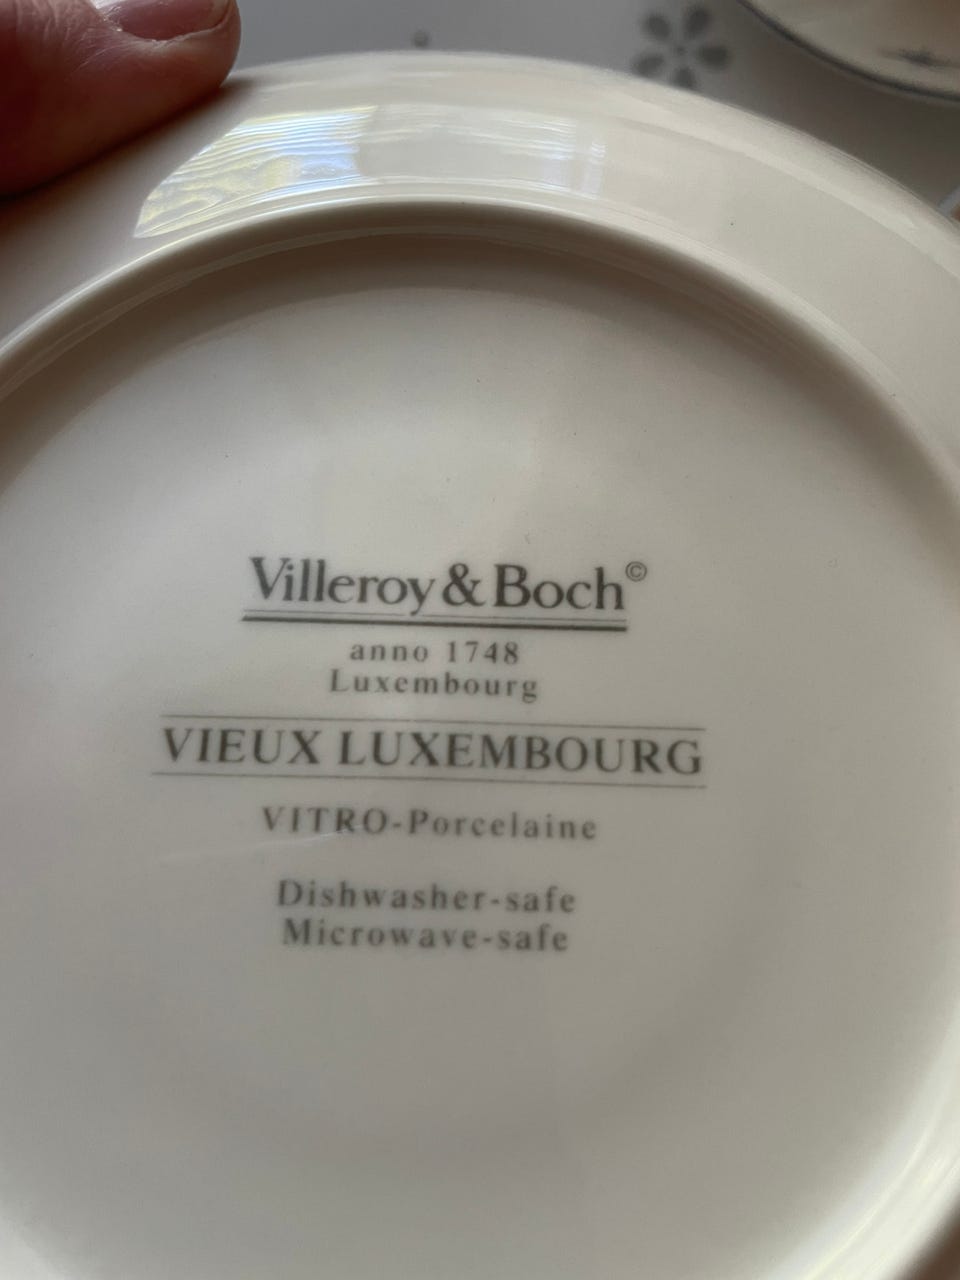 Villeroy & Boch©
anno 1748
Luxembourg
VIEUX LUXEMBOURG
VITRO-Porcelaine
Dishwasher-safe
Microwave-safe